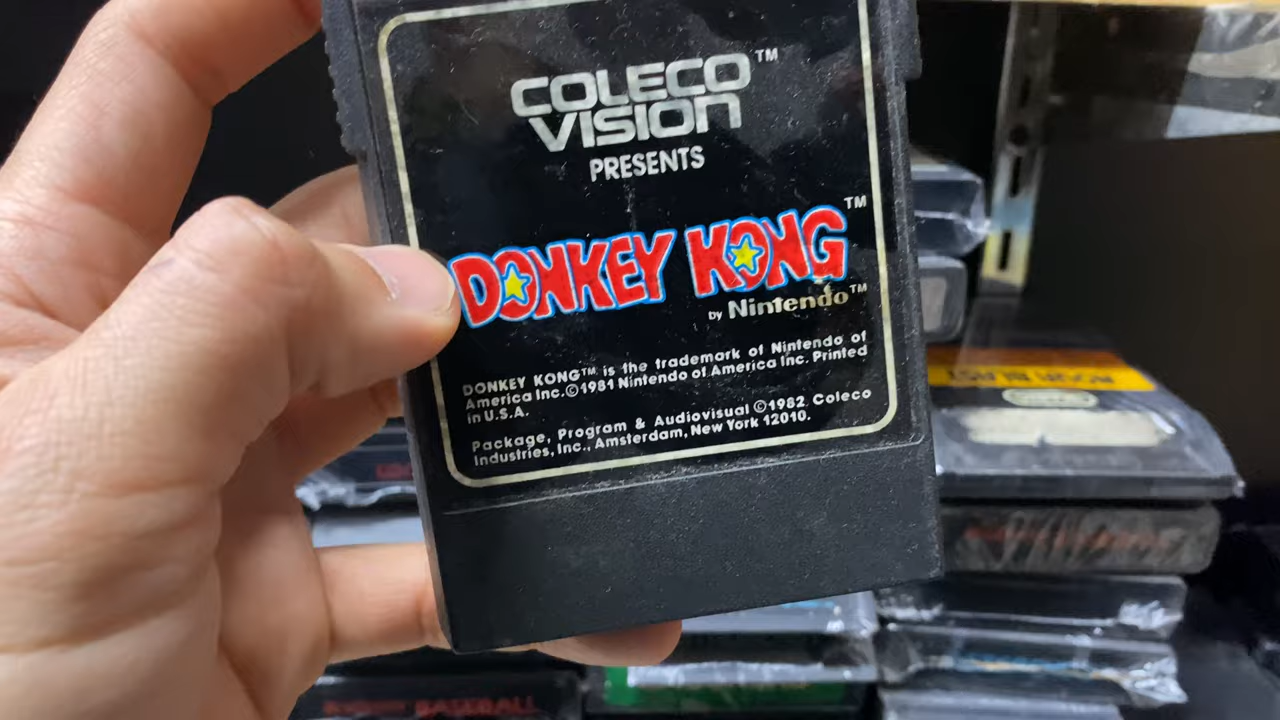 COLECO™
VISION
PRESENTS
DONKEY KONG™
by Nintendo™
DONKEY KONG™ is the trademark of Nintendo of
America Inc.©1981 Nintendo of America Inc. Printed
in U.S.A.
Package, Program & Audiovisual ©1982 Coleco
Industries, Inc., Amsterdam, New York 12010.
BASEBALL